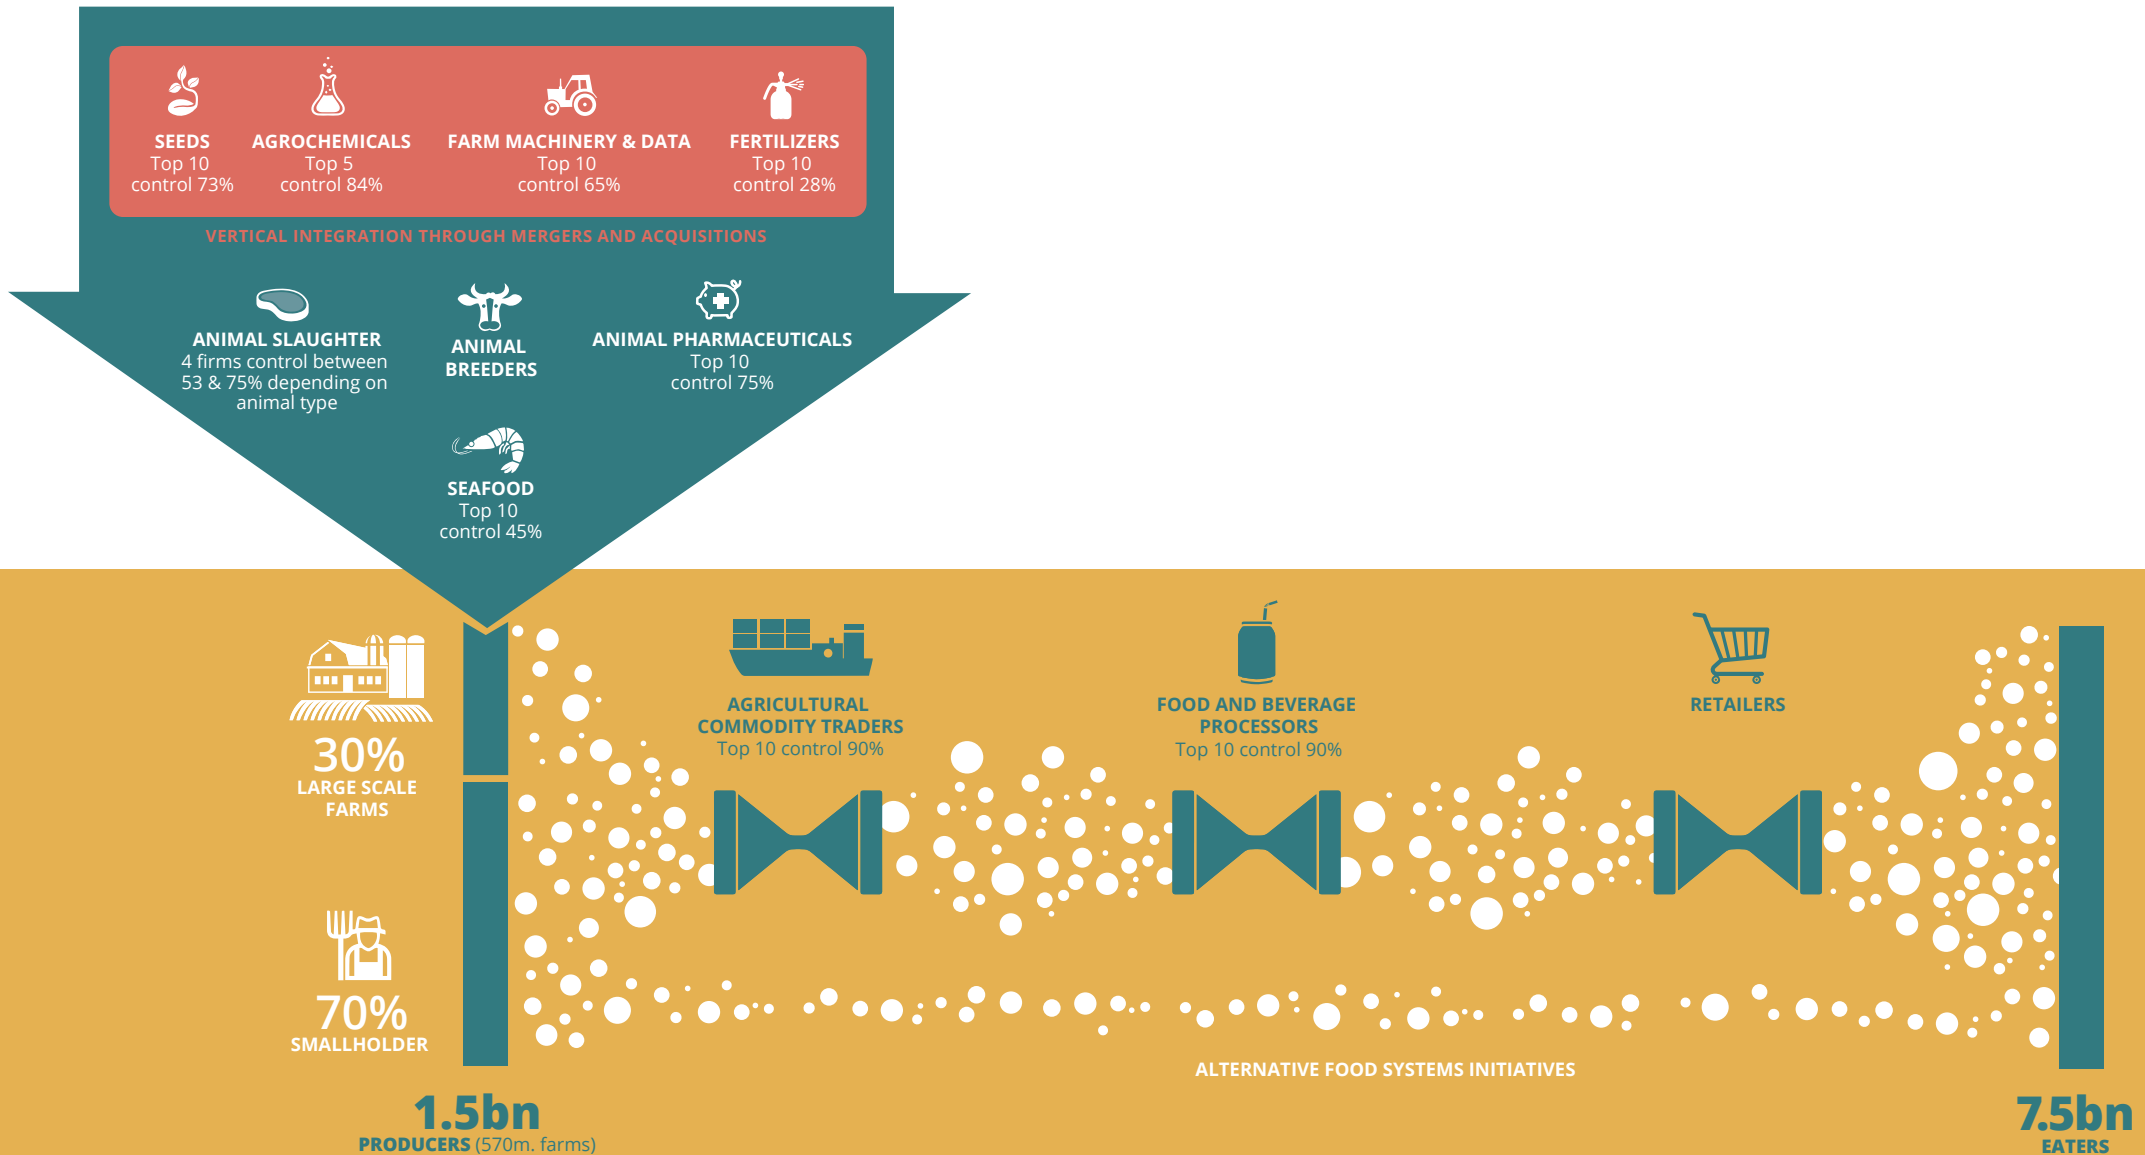 SEEDS
Top 10
control 73%
AGROCHEMICALS
Top 5
control 84%
FARM MACHINERY & DATA
Top 10
control 65%
FERTILIZERS
Top 10
control 28%
VERTICAL INTEGRATION THROUGH MERGERS AND ACQUISITIONS
ANIMAL SLAUGHTER
4 firms control between
53 & 75% depending on
animal type
ANIMAL
BREEDERS
ANIMAL PHARMACEUTICALS
Top 10
control 75%
SEAFOOD
Top 10
control 45%
30%
LARGE SCALE
FARMS
70%
SMALLHOLDER
AGRICULTURAL
COMMODITY TRADERS
Top 10 control 90%
FOOD AND BEVERAGE
PROCESSORS
Top 10 control 90%
RETAILERS
ALTERNATIVE FOOD SYSTEMS INITIATIVES
1.5bn
PRODUCERS (570m. farms)
7.5bn
EATERS